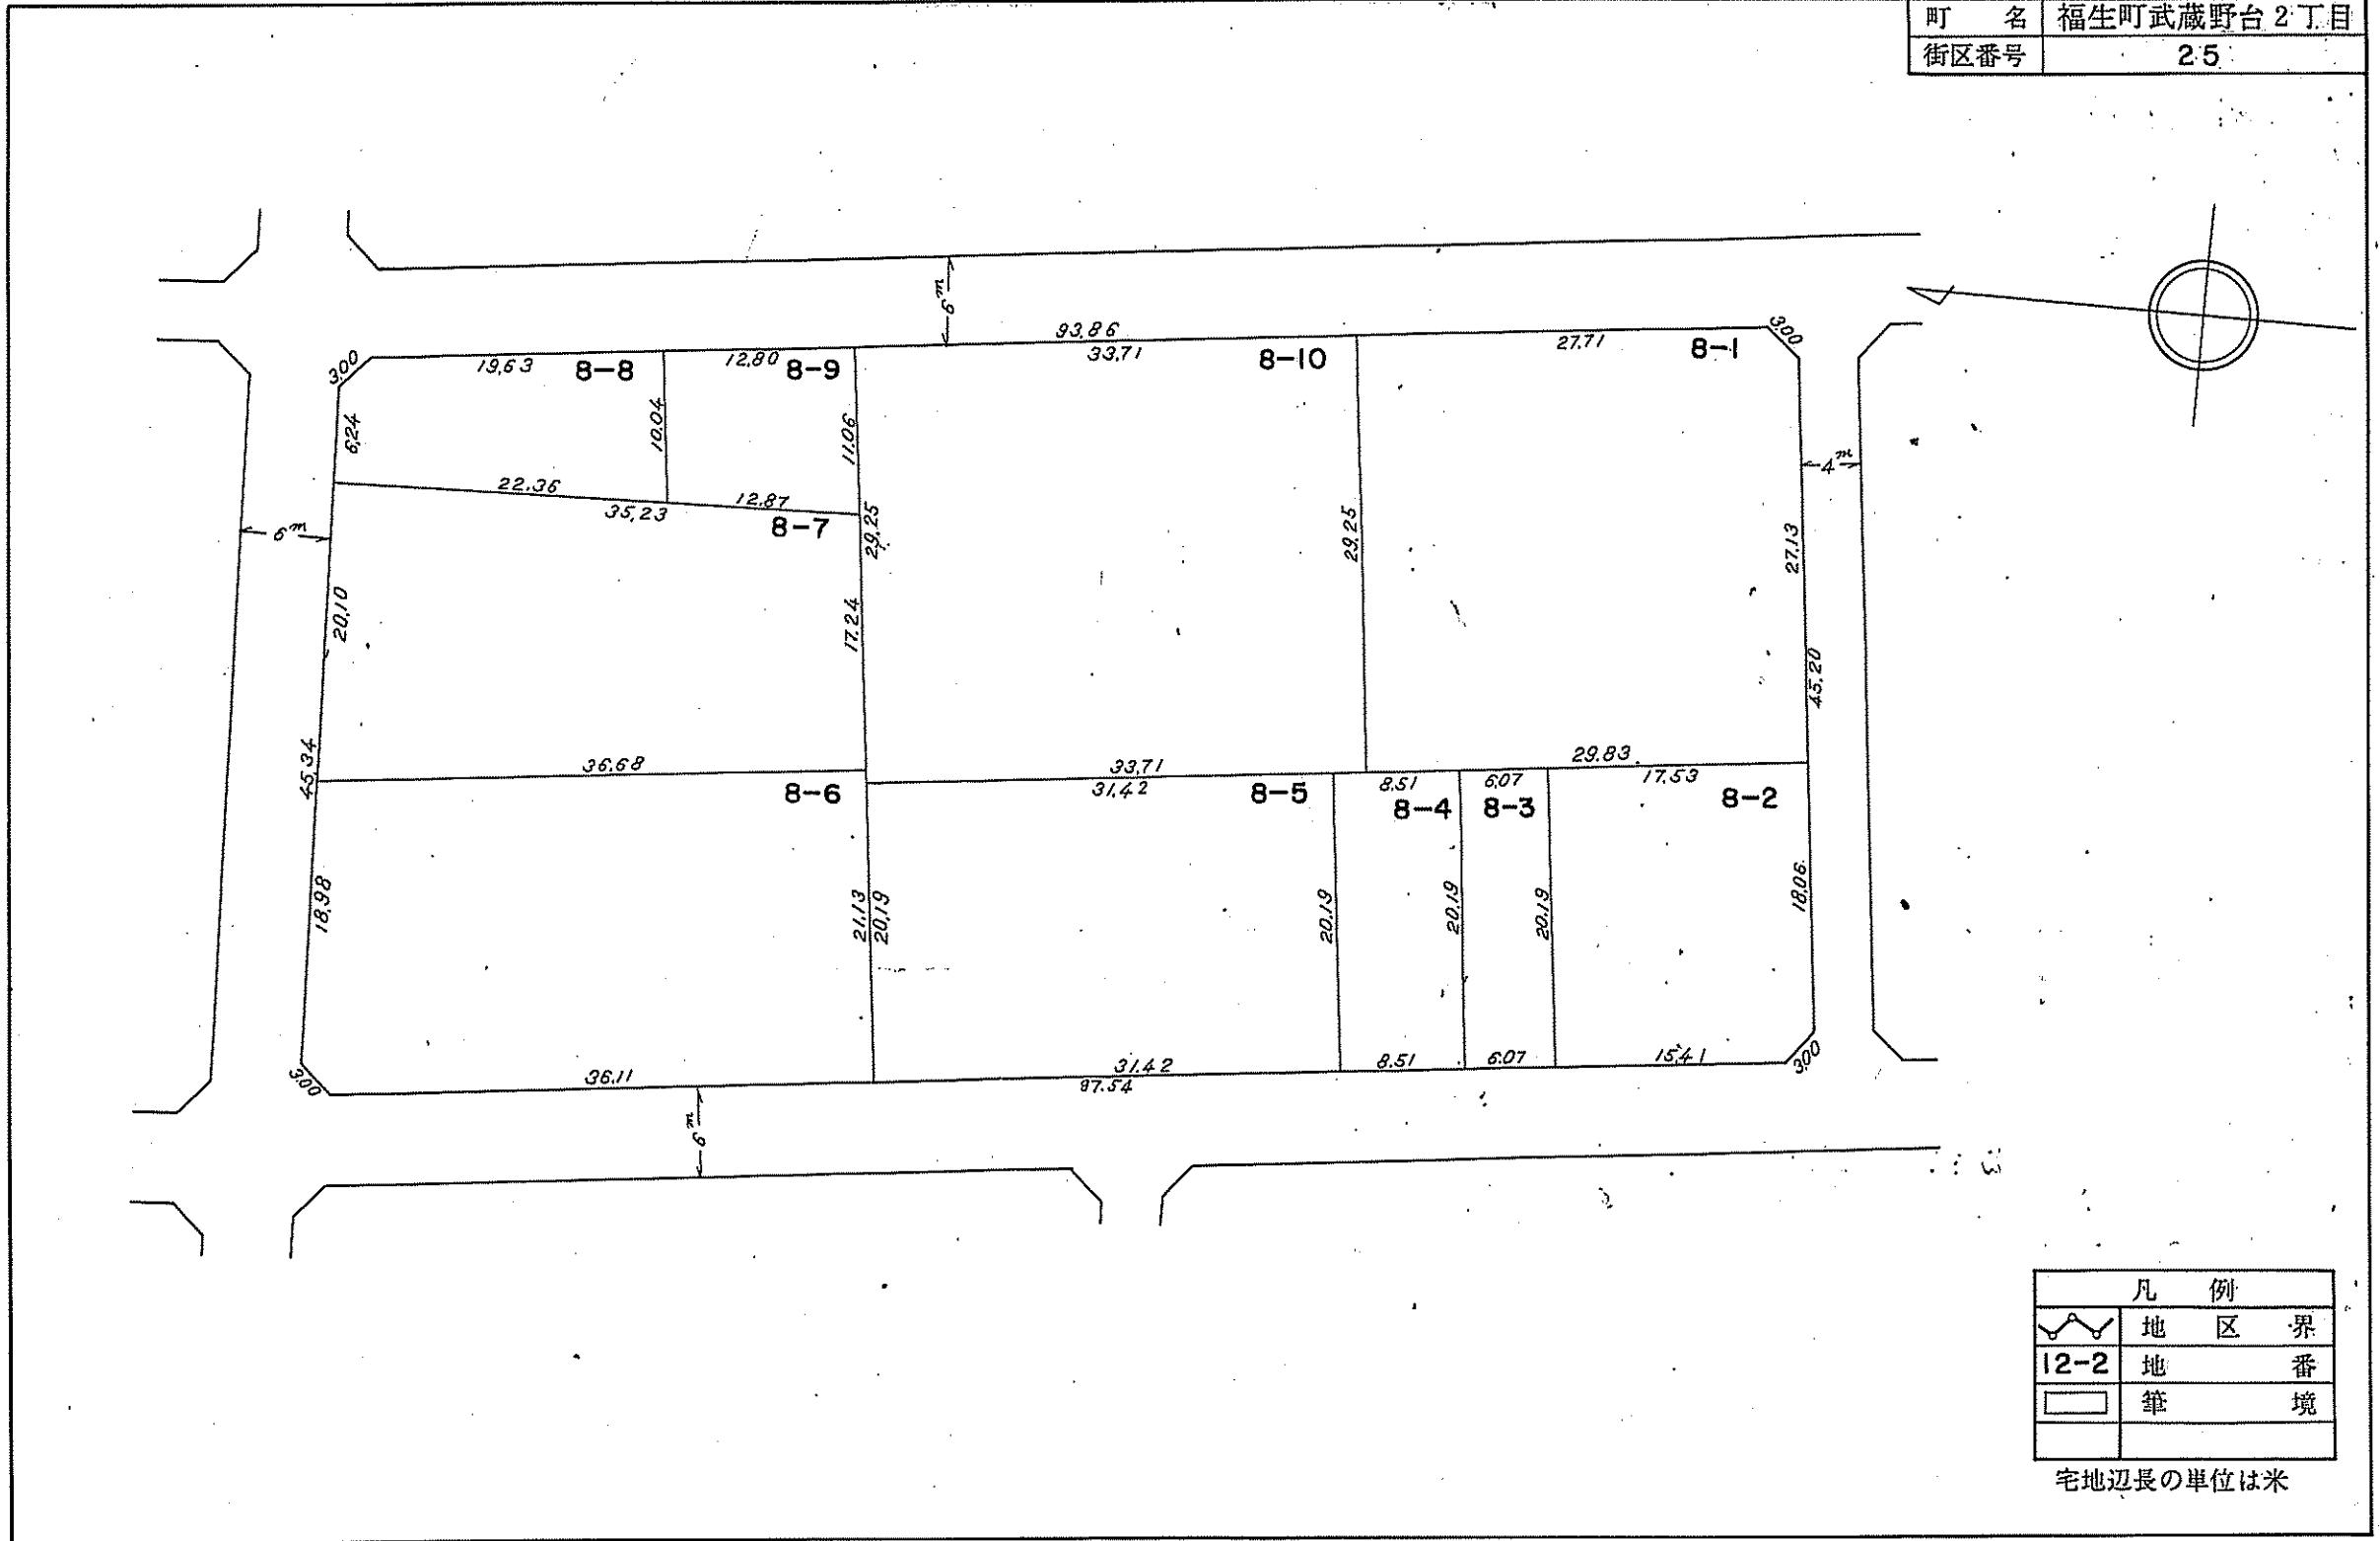 町 名 福生町武蔵野台2丁目
街区番号 25
6m
93.86
3.00
19.63 8-8 12.80 8-9 33.71 8-10 27.71 8-1 3.00
6.24 10.04 11.06
22.36 12.87
35.23 8-7
6m 4m
29.25 29.25 27.13
20.10 17.24
45.20
45.34 36.68 33.71 29.83
8-6 31.42 8-5 8.51 8-4 6.07 8-3 17.53 8-2
18.98 21.13 20.19 20.19 20.19 20.19 18.06
3.00 36.11 31.42 8.51 6.07 15.41 3.00
97.54
6m
凡 例
地 区 界
12-2 地 番
筆 境
宅地辺長の単位は米